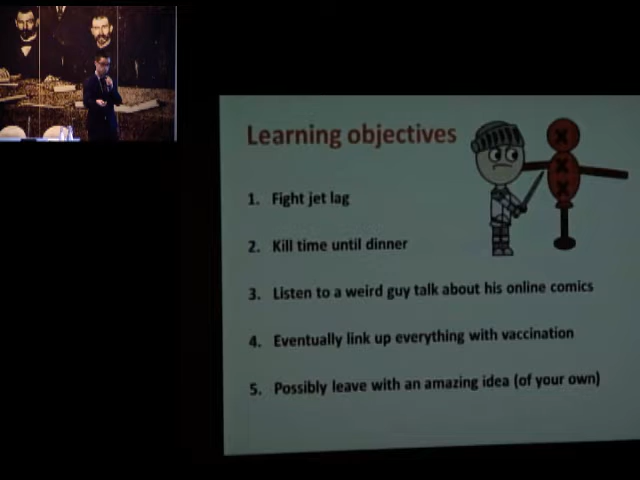 Learning objectives
1. Fight jet lag
2. Kill time until dinner
3. Listen to a weird guy talk about his online comics
4. Eventually link up everything with vaccination
5. Possibly leave with an amazing idea (of your own)